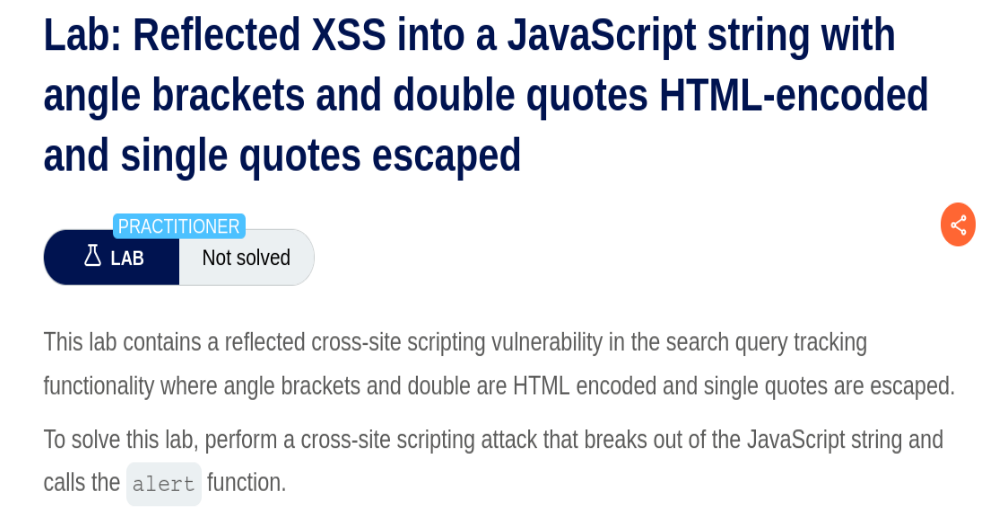 Lab: Reflected XSS into a JavaScript string with
angle brackets and double quotes HTML-encoded
and single quotes escaped
PRACTITIONER
LAB Not solved
This lab contains a reflected cross-site scripting vulnerability in the search query tracking
functionality where angle brackets and double are HTML encoded and single quotes are escaped.
To solve this lab, perform a cross-site scripting attack that breaks out of the JavaScript string and
calls the alert function.